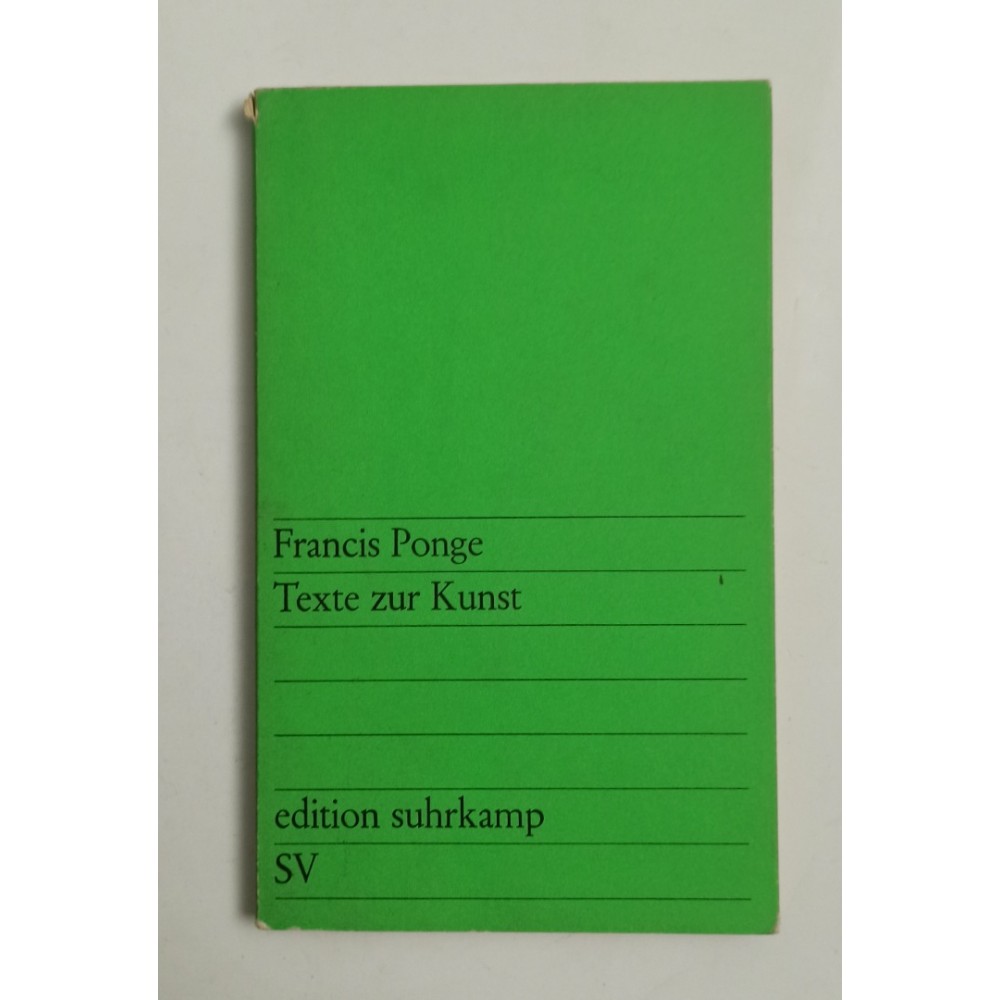 Francis Ponge
Texte zur Kunst
edition suhrkamp
SV